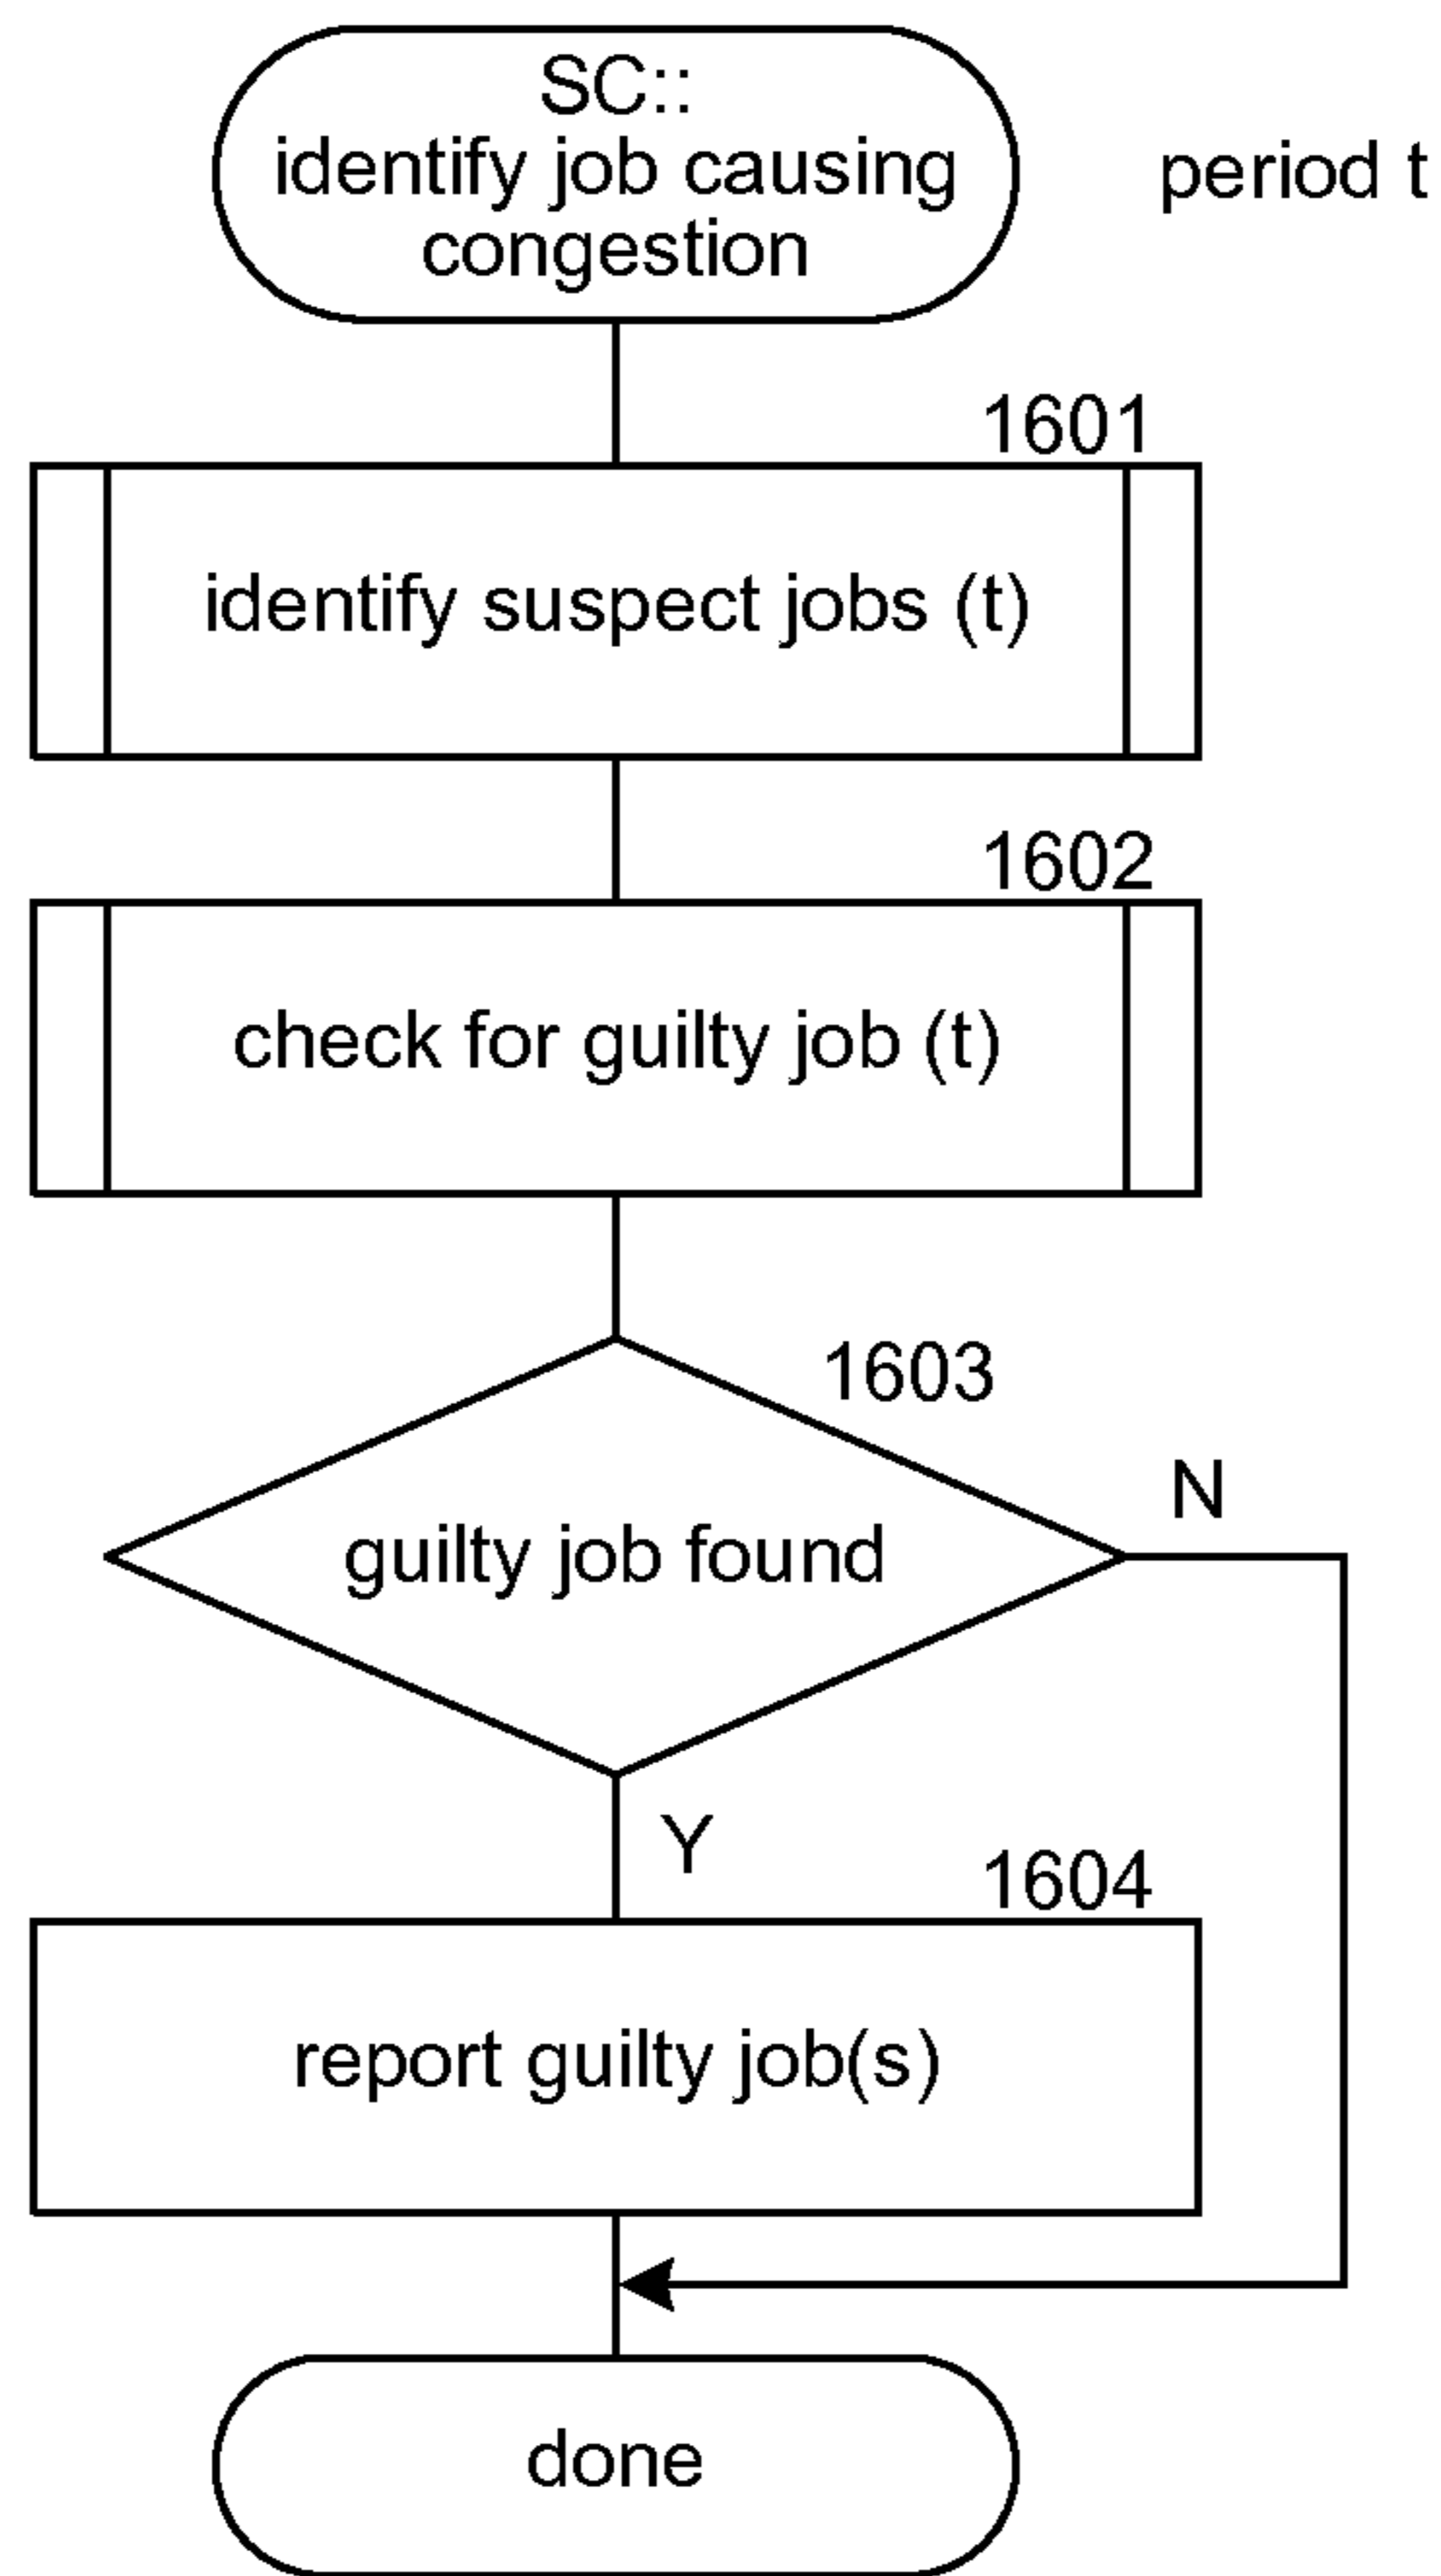 SC::
identify job causing
congestion
period t
1601
identify suspect jobs (t)
1602
check for guilty job (t)
1603
guilty job found
N
Y
1604
report guilty job(s)
done